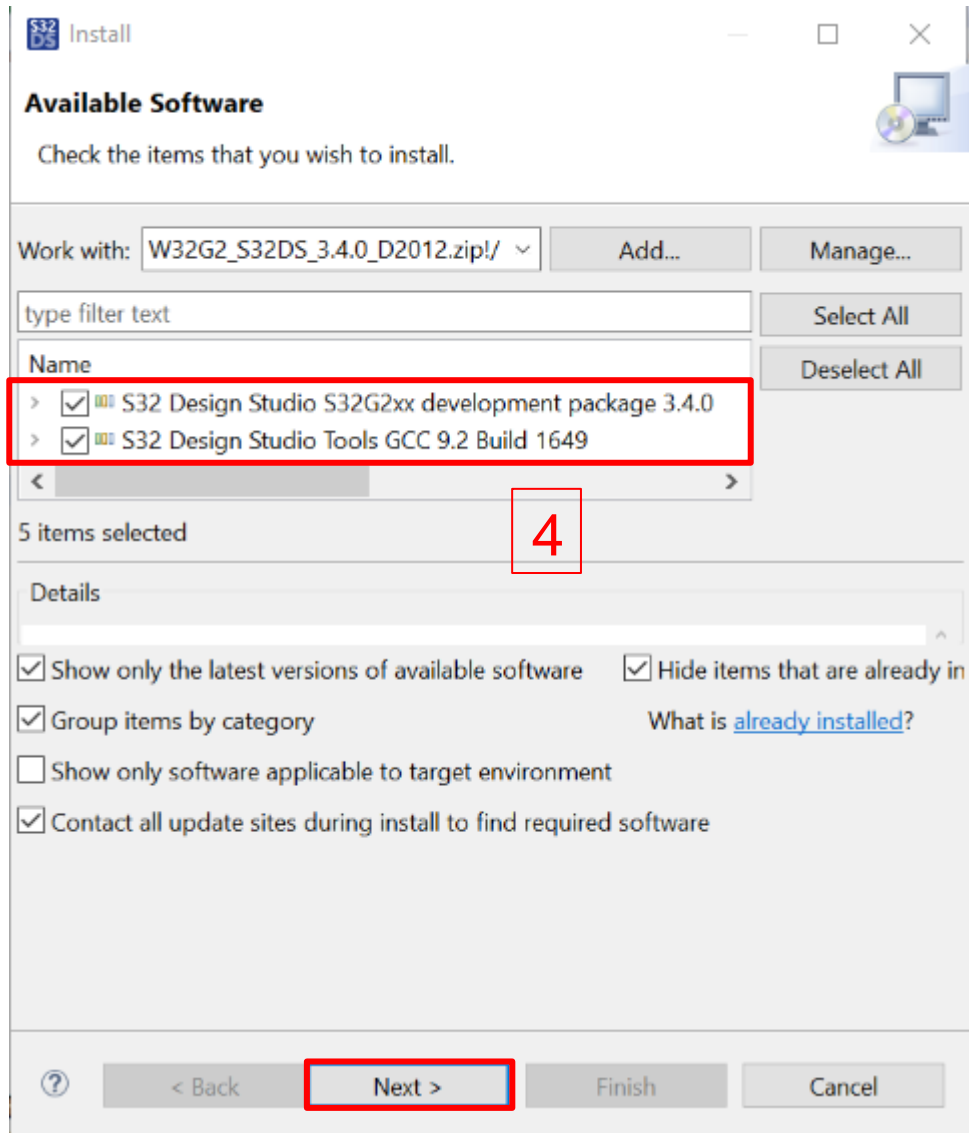 S32
DS
Install
Available Software
Check the items that you wish to install.
Work with: W32G2_S32DS_3.4.0_D2012.zip!/ Add... Manage...
type filter text Select All
Name Deselect All
S32 Design Studio S32G2xx development package 3.4.0
S32 Design Studio Tools GCC 9.2 Build 1649
5 items selected
4
Details
Show only the latest versions of available software Hide items that are already in
Group items by category What is already installed?
Show only software applicable to target environment
Contact all update sites during install to find required software
? < Back Next > Finish Cancel